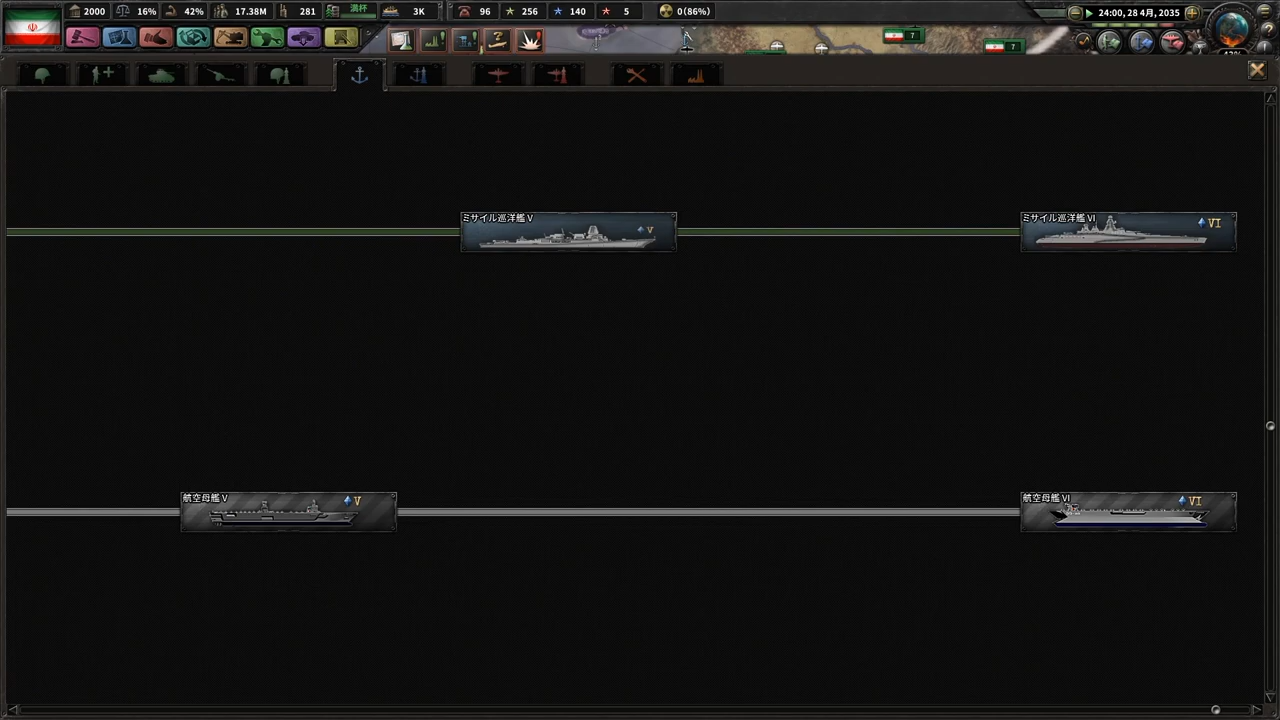 2000 16% 42% 17.38M 281 満杯 3K 96 256 140 5 0(86%) 24:00, 28 4月, 2035
7
7
ミサイル巡洋艦 V
V
ミサイル巡洋艦 VI
VI
航空母艦 V
V
航空母艦 VI
VI